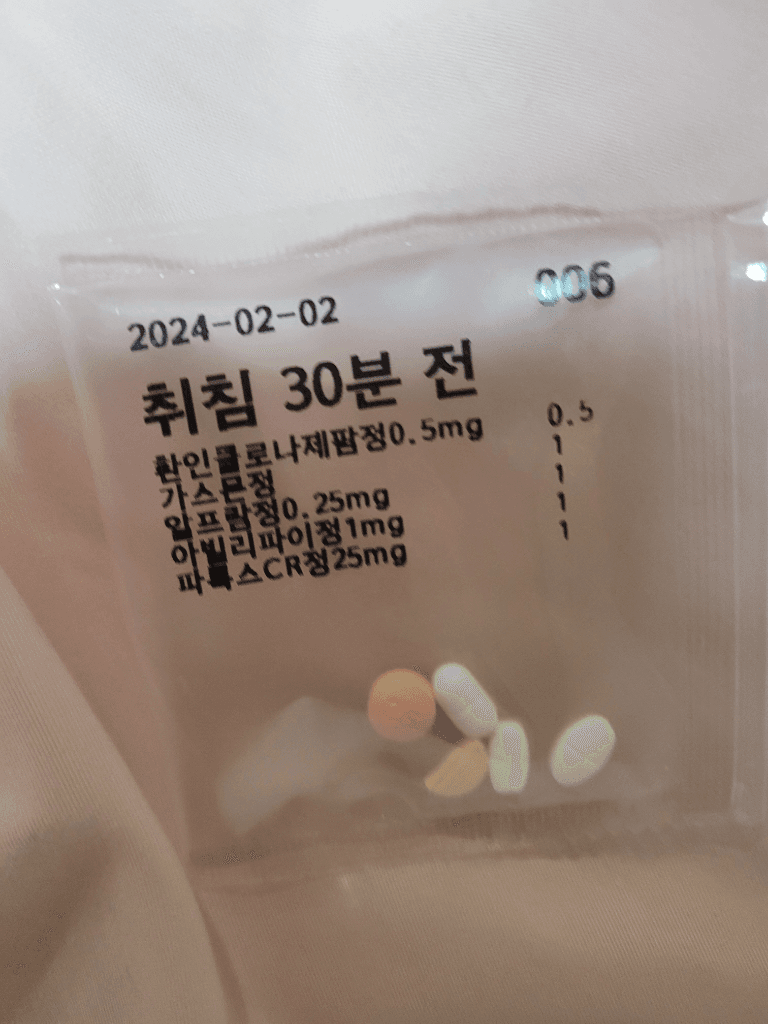 006
2024-02-02
취침 30분 전
환인클로나제팜정0.5mg 0.5
가스몬정 1
알프람정0.25mg 1
아빌리파이정1mg 1
파록스CR정25mg 1